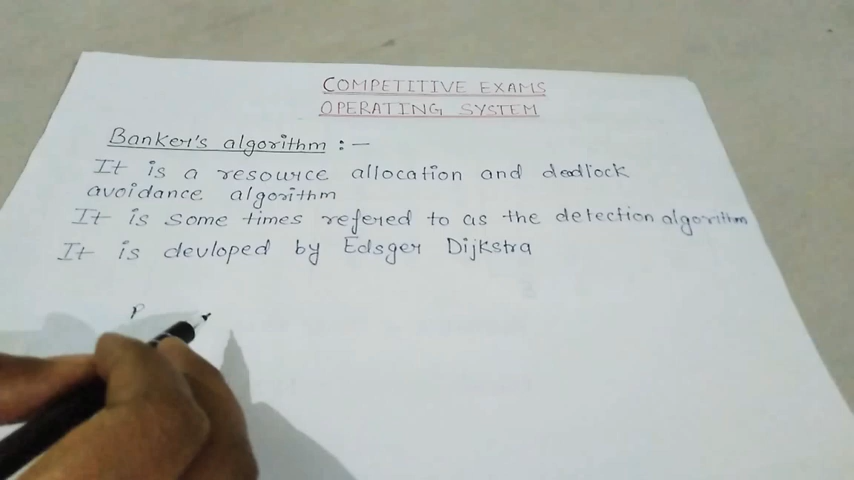 COMPETITIVE EXAMS
OPERATING SYSTEM
Banker's algorithm :-
It is a resource allocation and deadlock
avoidance algorithm
It is some times refered to as the detection algorithm
It is devloped by Edsger Dijkstra
P